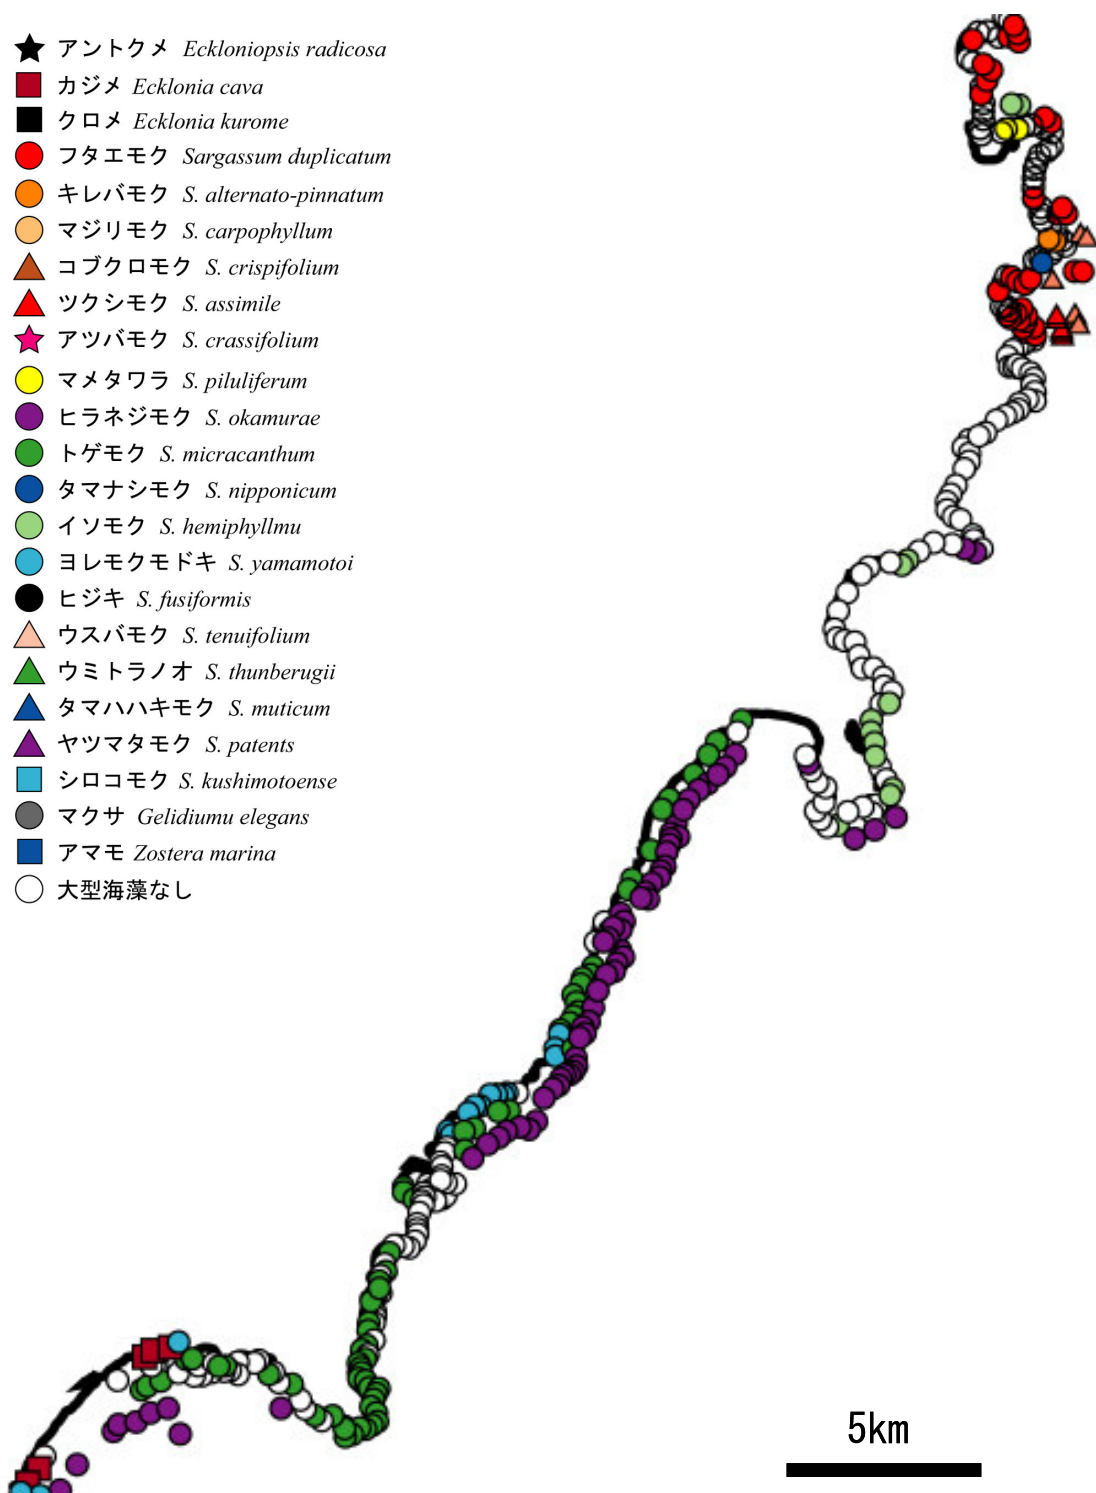 アントクメ Eckloniopsis radicosa
カジメ Ecklonia cava
クロメ Ecklonia kurome
フタエモク Sargassum duplicatum
キレバモク S. alternato-pinnatum
マジリモク S. carpophyllum
コブクロモク S. crispifolium
ツクシモク S. assimile
アツバモク S. crassifolium
マメタワラ S. piluliferum
ヒラネジモク S. okamurae
トゲモク S. micracanthum
タマナシモク S. nipponicum
イソモク S. hemiphyllmu
ヨレモクモドキ S. yamamotoi
ヒジキ S. fusiformis
ウスバモク S. tenuifolium
ウミトラノオ S. thunberugii
タマハハキモク S. muticum
ヤツマタモク S. patents
シロコモク S. kushimotoense
マクサ Gelidiumu elegans
アマモ Zostera marina
大型海藻なし
5km